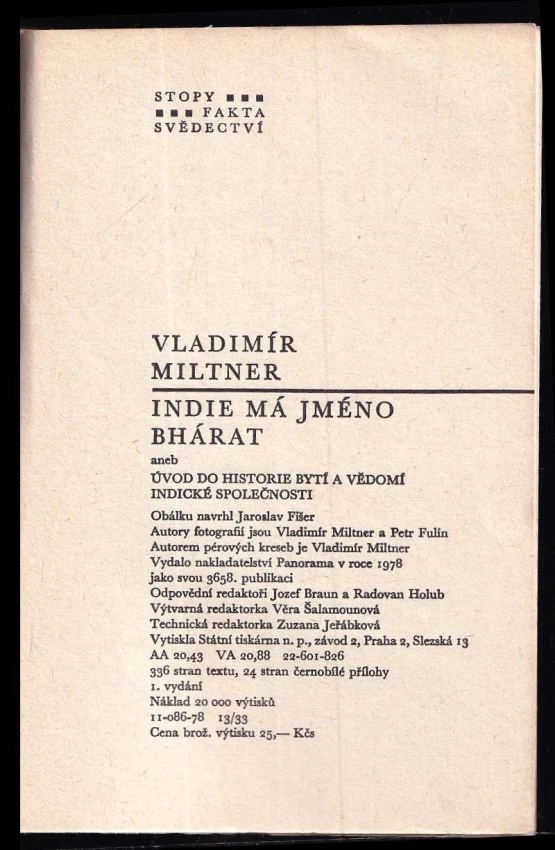 STOPY ■ ■ ■
■ ■ ■ FAKTA
SVĚDECTVÍ
VLADIMÍR
MILTNER
INDIE MÁ JMÉNO
BHÁRAT
aneb
ÚVOD DO HISTORIE BYTÍ A VĚDOMÍ
INDICKÉ SPOLEČNOSTI
Obálku navrhl Jaroslav Fišer
Autory fotografií jsou Vladimír Miltner a Petr Fulín
Autorem pérových kreseb je Vladimír Miltner
Vydalo nakladatelství Panorama v roce 1978
jako svou 3658. publikaci
Odpovědní redaktoři Jozef Braun a Radovan Holub
Výtvarná redaktorka Věra Šalamounová
Technická redaktorka Zuzana Jeřábková
Vytiskla Státní tiskárna n. p., závod 2, Praha 2, Slezská 13
AA 20,43 VA 20,88 22-601-826
336 stran textu, 24 stran černobílé přílohy
1. vydání
Náklad 20 000 výtisků
11-086-78 13/33
Cena brož. výtisku 25,— Kčs